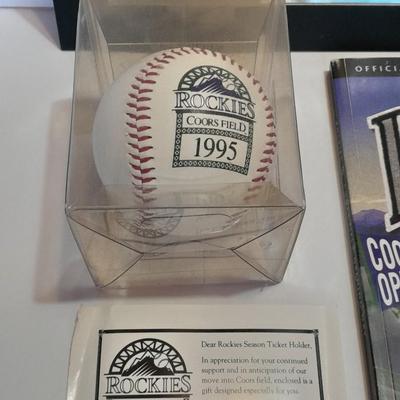 ROCKIES
COORS FIELD
1995
OFFICI
COO
OP
Dear Rockies Season Ticket Holder,
In appreciation for your continued
support and in anticipation of our
move into Coors field, enclosed is a
gift designed especially for you.
ROCKIES